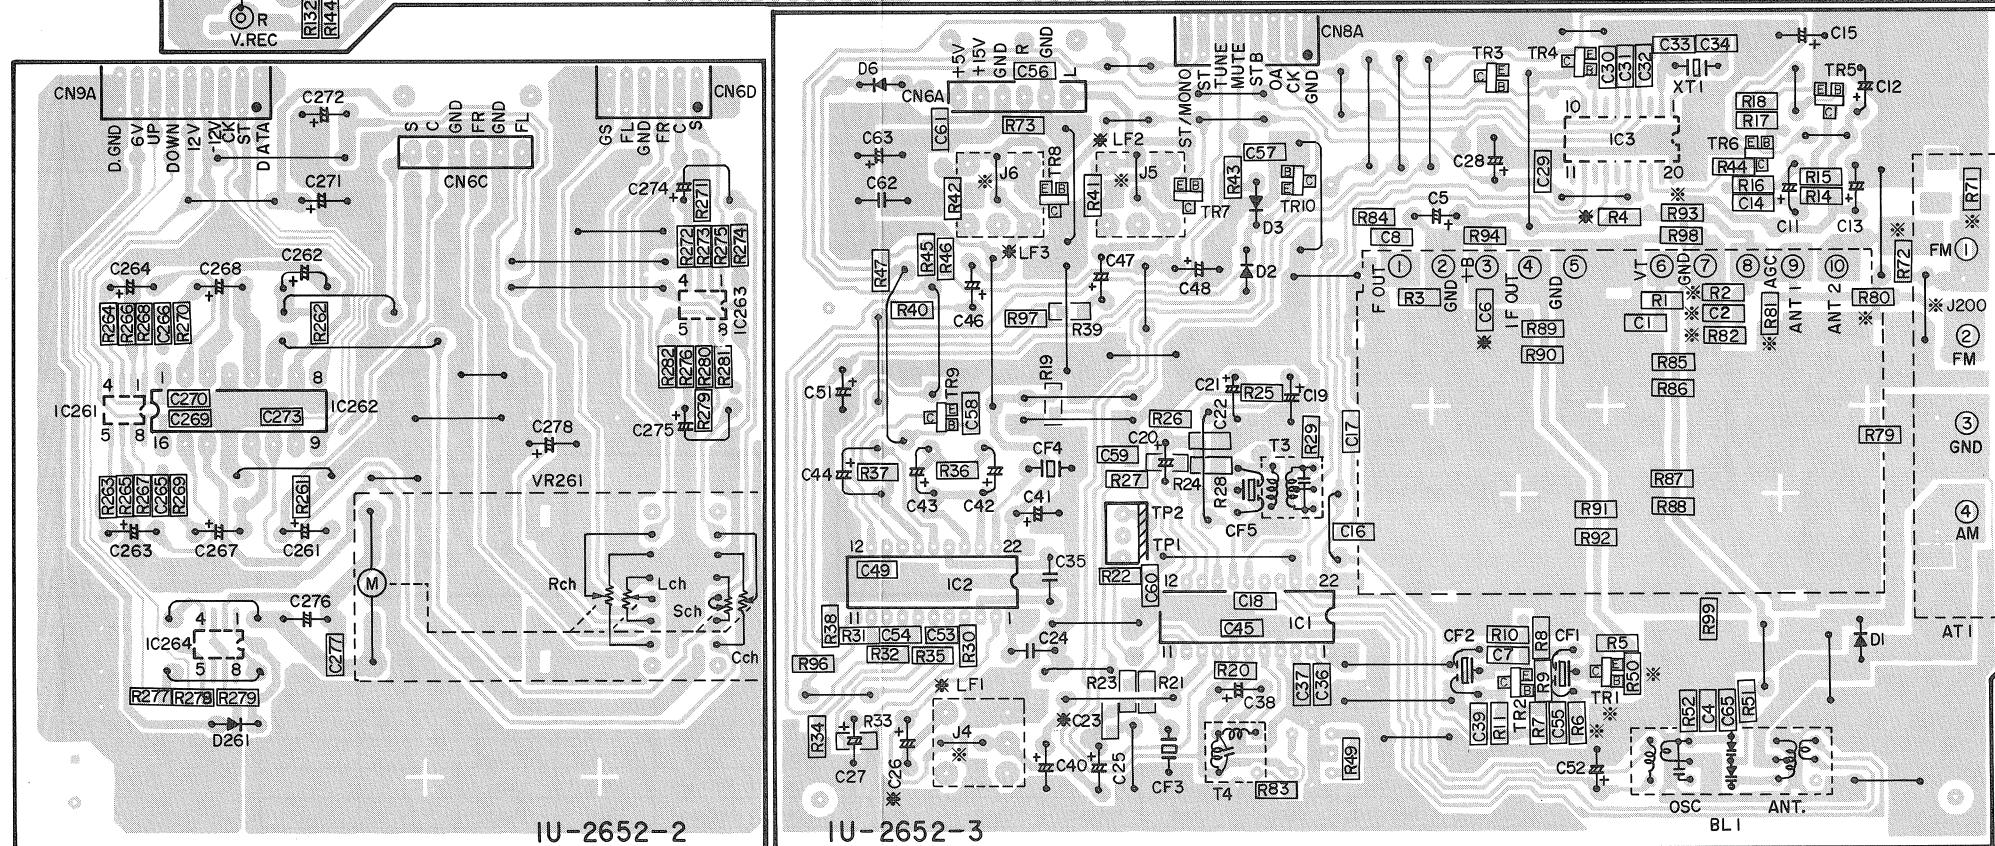 R
V.REC
R132
R144
CN9A
D.GND
6V
UP
DOWN
12V
-12V
CK
ST
DATA
C272
C271
S
C
GND
FR
GND
FL
CN6C
GS
FL
GND
FR
C
S
CN6D
C274
R271
R272
R273
R275
R274
4
1
5
8
IC263
C264
C268
C262
R264
R266
R268
C266
R270
R262
R282
R276
R280
R281
R279
C275
4
1
1
8
IC261
C270
C269
C273
IC262
5
8
16
9
C278
R263
R265
R267
C265
R269
R261
C263
C267
C261
VR261
M
Rch
Lch
Sch
Cch
C276
4
1
IC264
5
8
C277
R277
R278
R279
D261
1U-2652-2
D6
+5V
+15V
GND
R
GND
L
C56
CN6A
C61
R73
C63
C62
R42
J6
※
TR8
E
B
C
※ LF2
R41
J5
※
※ LF3
TR7
E
B
C
ST/MONO
ST
TUNE
MUTE
STB
OA
CK
GND
CN8A
C57
R43
D3
B
E
C
TR10
D2
R47
R45
R46
R40
C46
C47
C48
R97
R39
R19
C51
TR9
C
E
B
C58
C44
R37
C43
R36
C42
CF4
C41
C21
R25
C19
R26
C22
C20
C59
R27
R24
R28
T3
R29
C17
CF5
C16
TP2
TP1
12
22
C49
IC2
11
1
C35
R22
C60
12
22
C18
C45
IC1
11
1
R38
R31
C54
C53
R30
R32
R35
C24
R96
R23
R21
R20
C38
C37
C36
※ LF1
J4
※
R34
R33
C27
※ C26
※ C23
C40
C25
CF3
T4
R83
R49
1U-2652-3
TR3
E
C
B
TR4
E
C
B
C30
C31
C32
C33
C34
XT1
C15
TR5
E
B
C
C12
R18
R17
TR6
E
B
C
R44
R16
C14
R15
R14
C11
C13
10
1
IC3
11
20
C28
C29
R84
C5
C8
R94
※
R4
※
R93
R98
※
R72
R71
※
FM ①
※ J200
②
FM
③
GND
④
AM
AT1
①
②
③
④
⑤
⑥
⑦
⑧
⑨
⑩
GND
+B
IF OUT
GND
VT
GND
AGC
ANT 1
ANT 2
R3
C6
※
R89
R90
R1
C1
※ R2
※ C2
※ R82
R81
※
R80
※
R85
R86
R79
R87
R88
R91
R92
R99
D1
CF2
R10
C7
R8
CF1
R5
R50
※
TR2
C
E
B
R9
TR1
C
E
B
※
C39
R11
R7
C55
R6
※
C52
R52
C4
C65
R51
OSC
ANT.
BL1